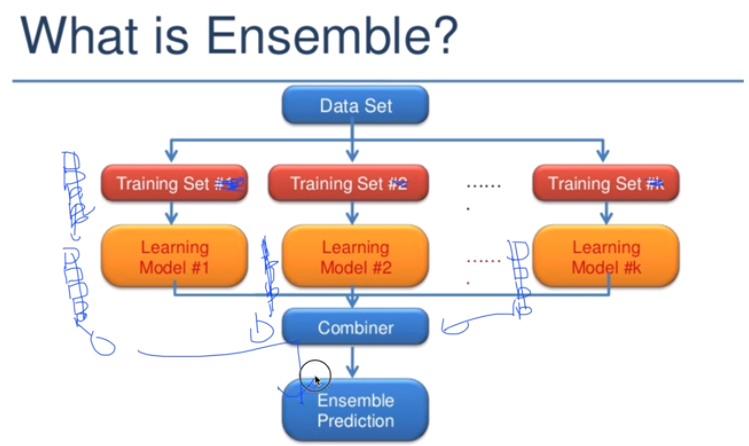 What is Ensemble?
Data Set
Training Set #1
Training Set #2
......
.
Training Set #k
Learning
Model #1
Learning
Model #2
......
.
Learning
Model #k
Combiner
Ensemble
Prediction